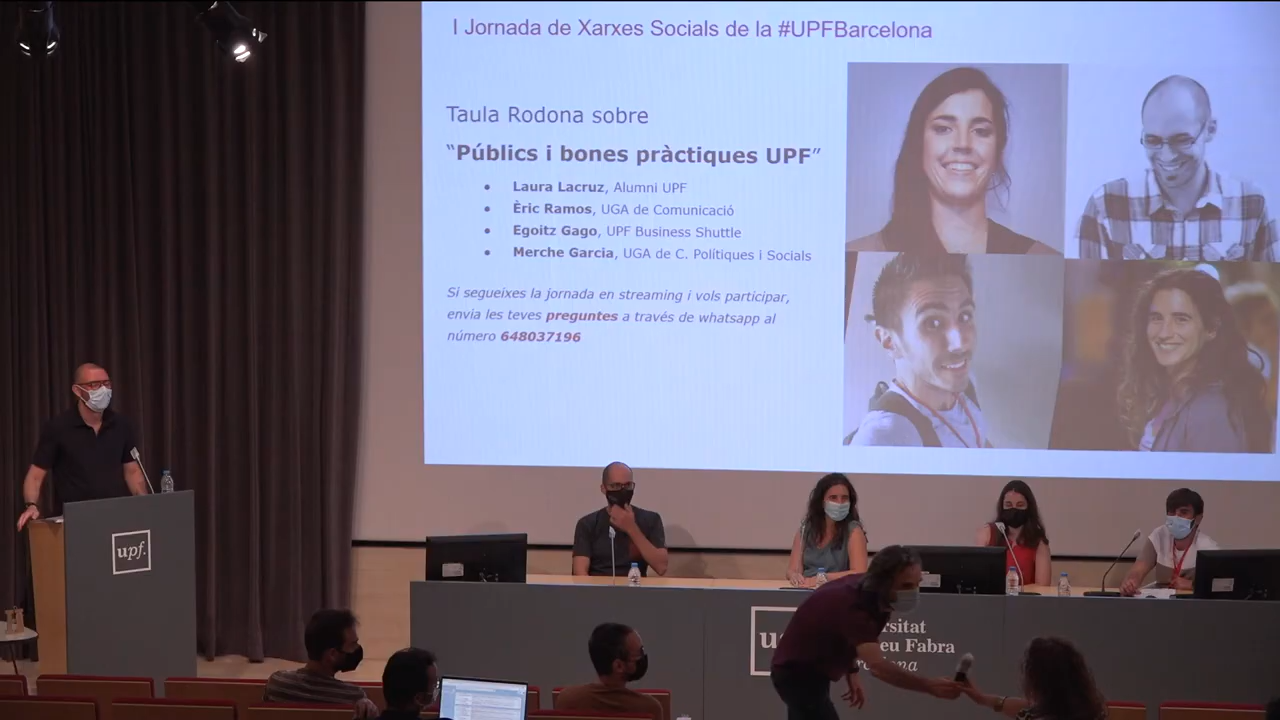 I Jornada de Xarxes Socials de la #UPFBarcelona
Taula Rodona sobre
“Públics i bones pràctiques UPF”
• Laura Lacruz, Alumni UPF
• Èric Ramos, UGA de Comunicació
• Egoitz Gago, UPF Business Shuttle
• Merche Garcia, UGA de C. Polítiques i Socials
Si segueixes la jornada en streaming i vols participar,
envia les teves preguntes a través de whatsapp al
número 648037196
upf.
u
rsitat
eu Fabra
rcelona